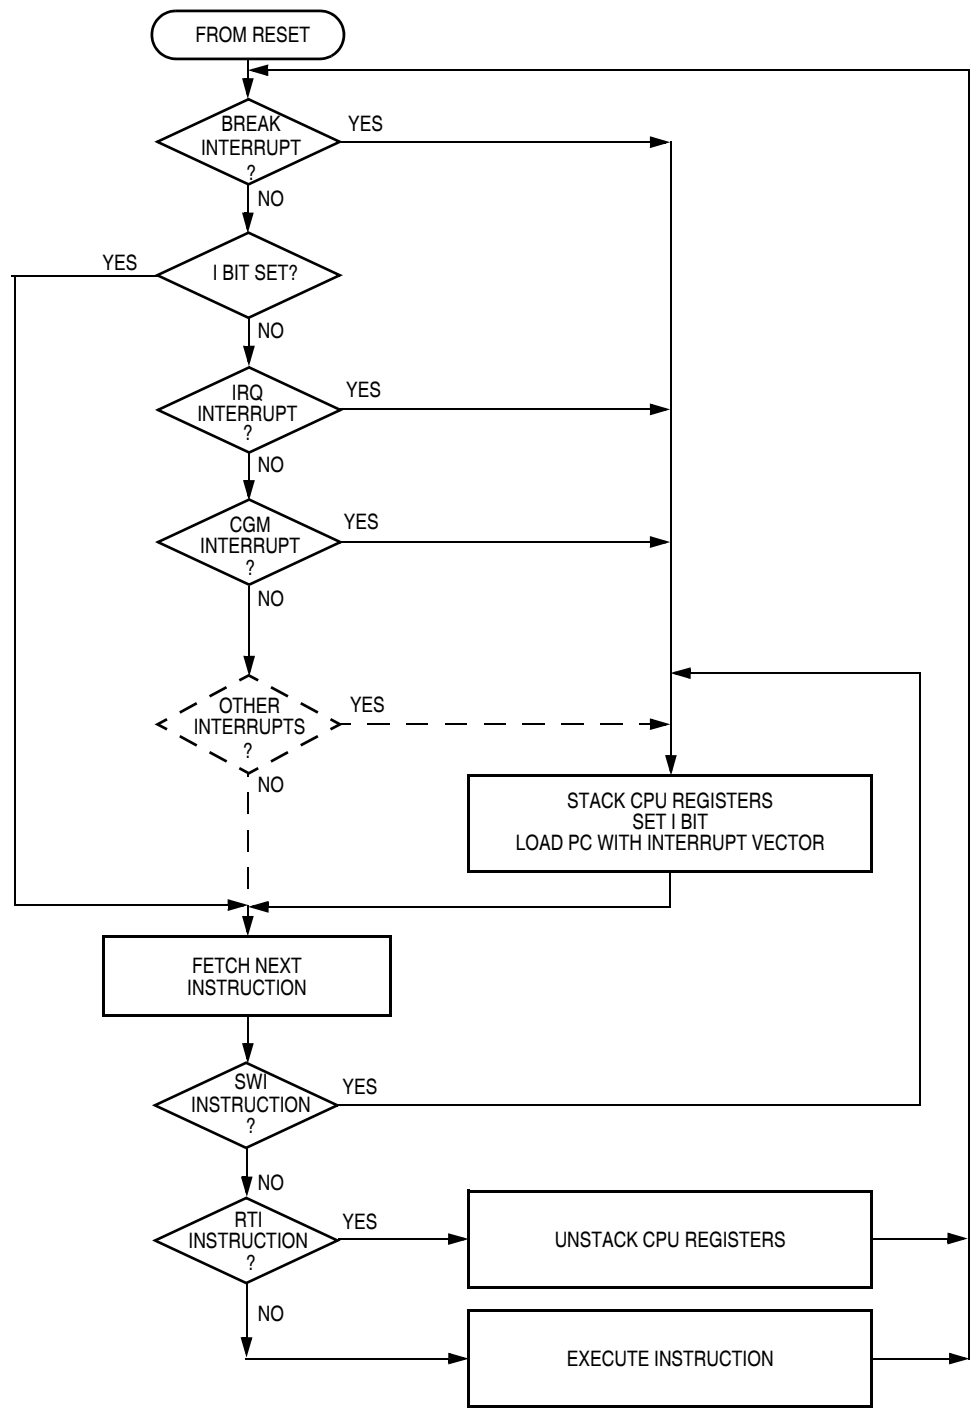 FROM RESET
BREAK
INTERRUPT
?
YES
NO
I BIT SET?
YES
NO
IRQ
INTERRUPT
?
YES
NO
CGM
INTERRUPT
?
YES
NO
OTHER
INTERRUPTS
?
YES
NO
STACK CPU REGISTERS
SET I BIT
LOAD PC WITH INTERRUPT VECTOR
FETCH NEXT
INSTRUCTION
SWI
INSTRUCTION
?
YES
NO
RTI
INSTRUCTION
?
YES
UNSTACK CPU REGISTERS
NO
EXECUTE INSTRUCTION